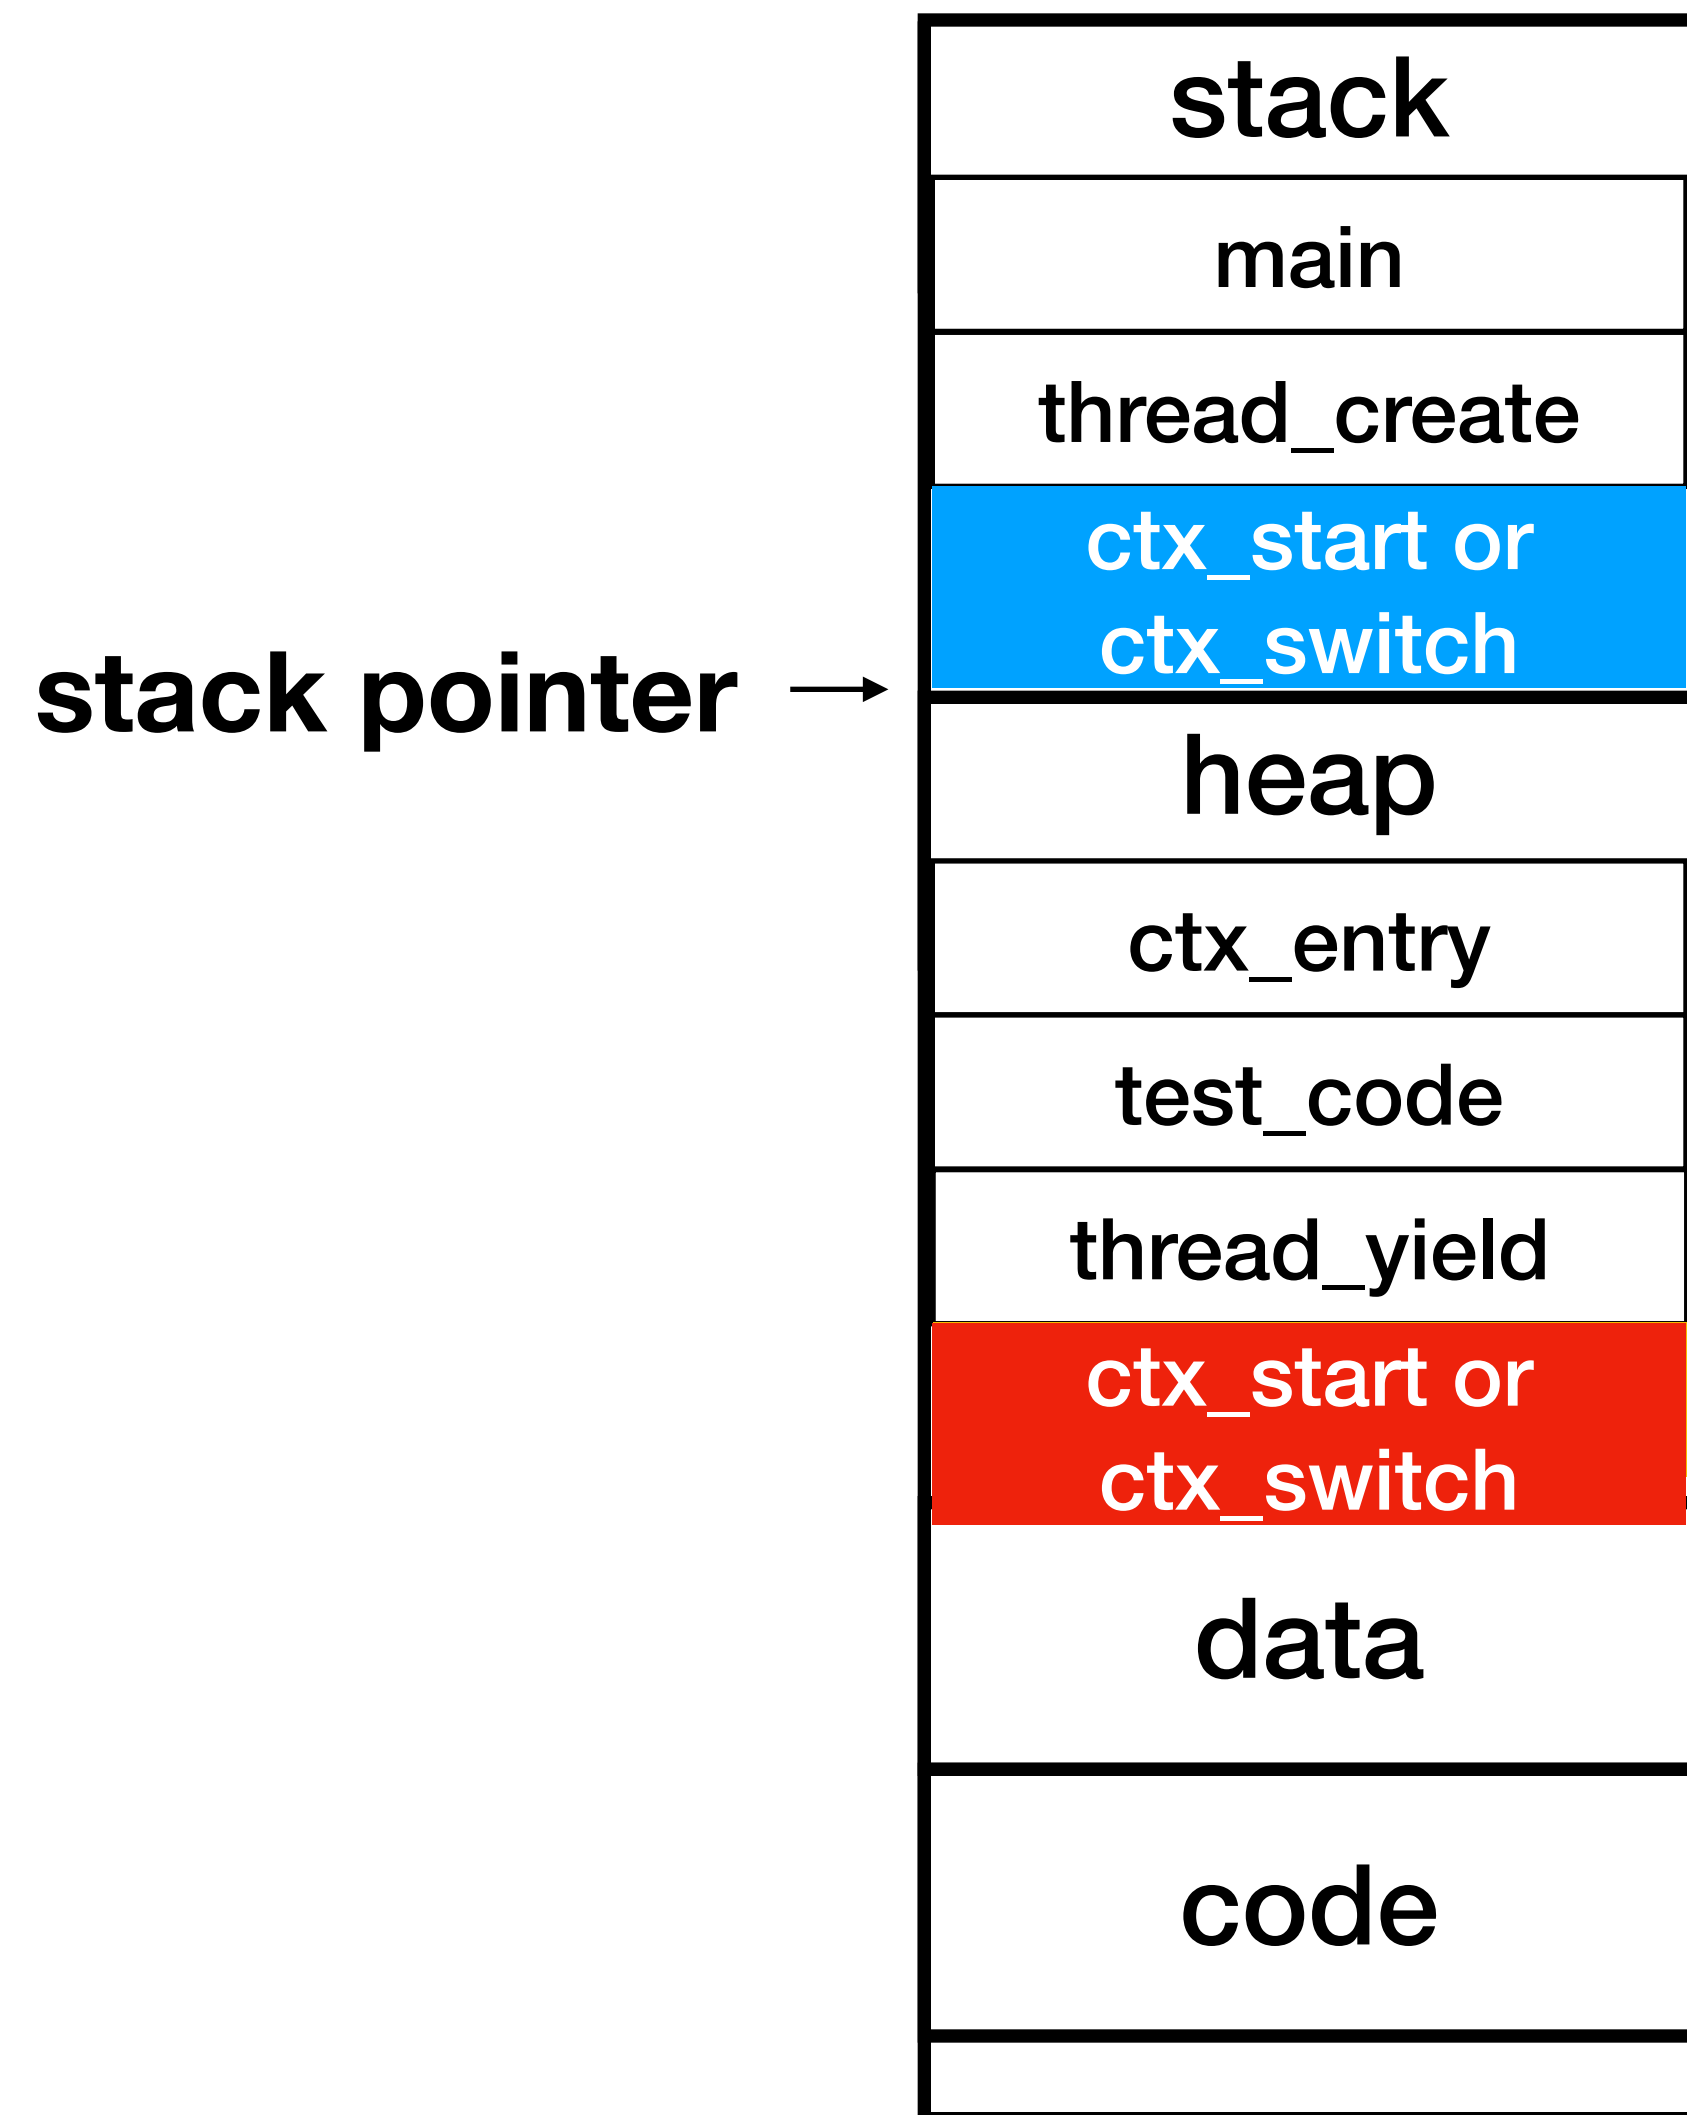 stack
main
thread_create
ctx_start or
ctx_switch
stack pointer
heap
ctx_entry
test_code
thread_yield
ctx_start or
ctx_switch
data
code